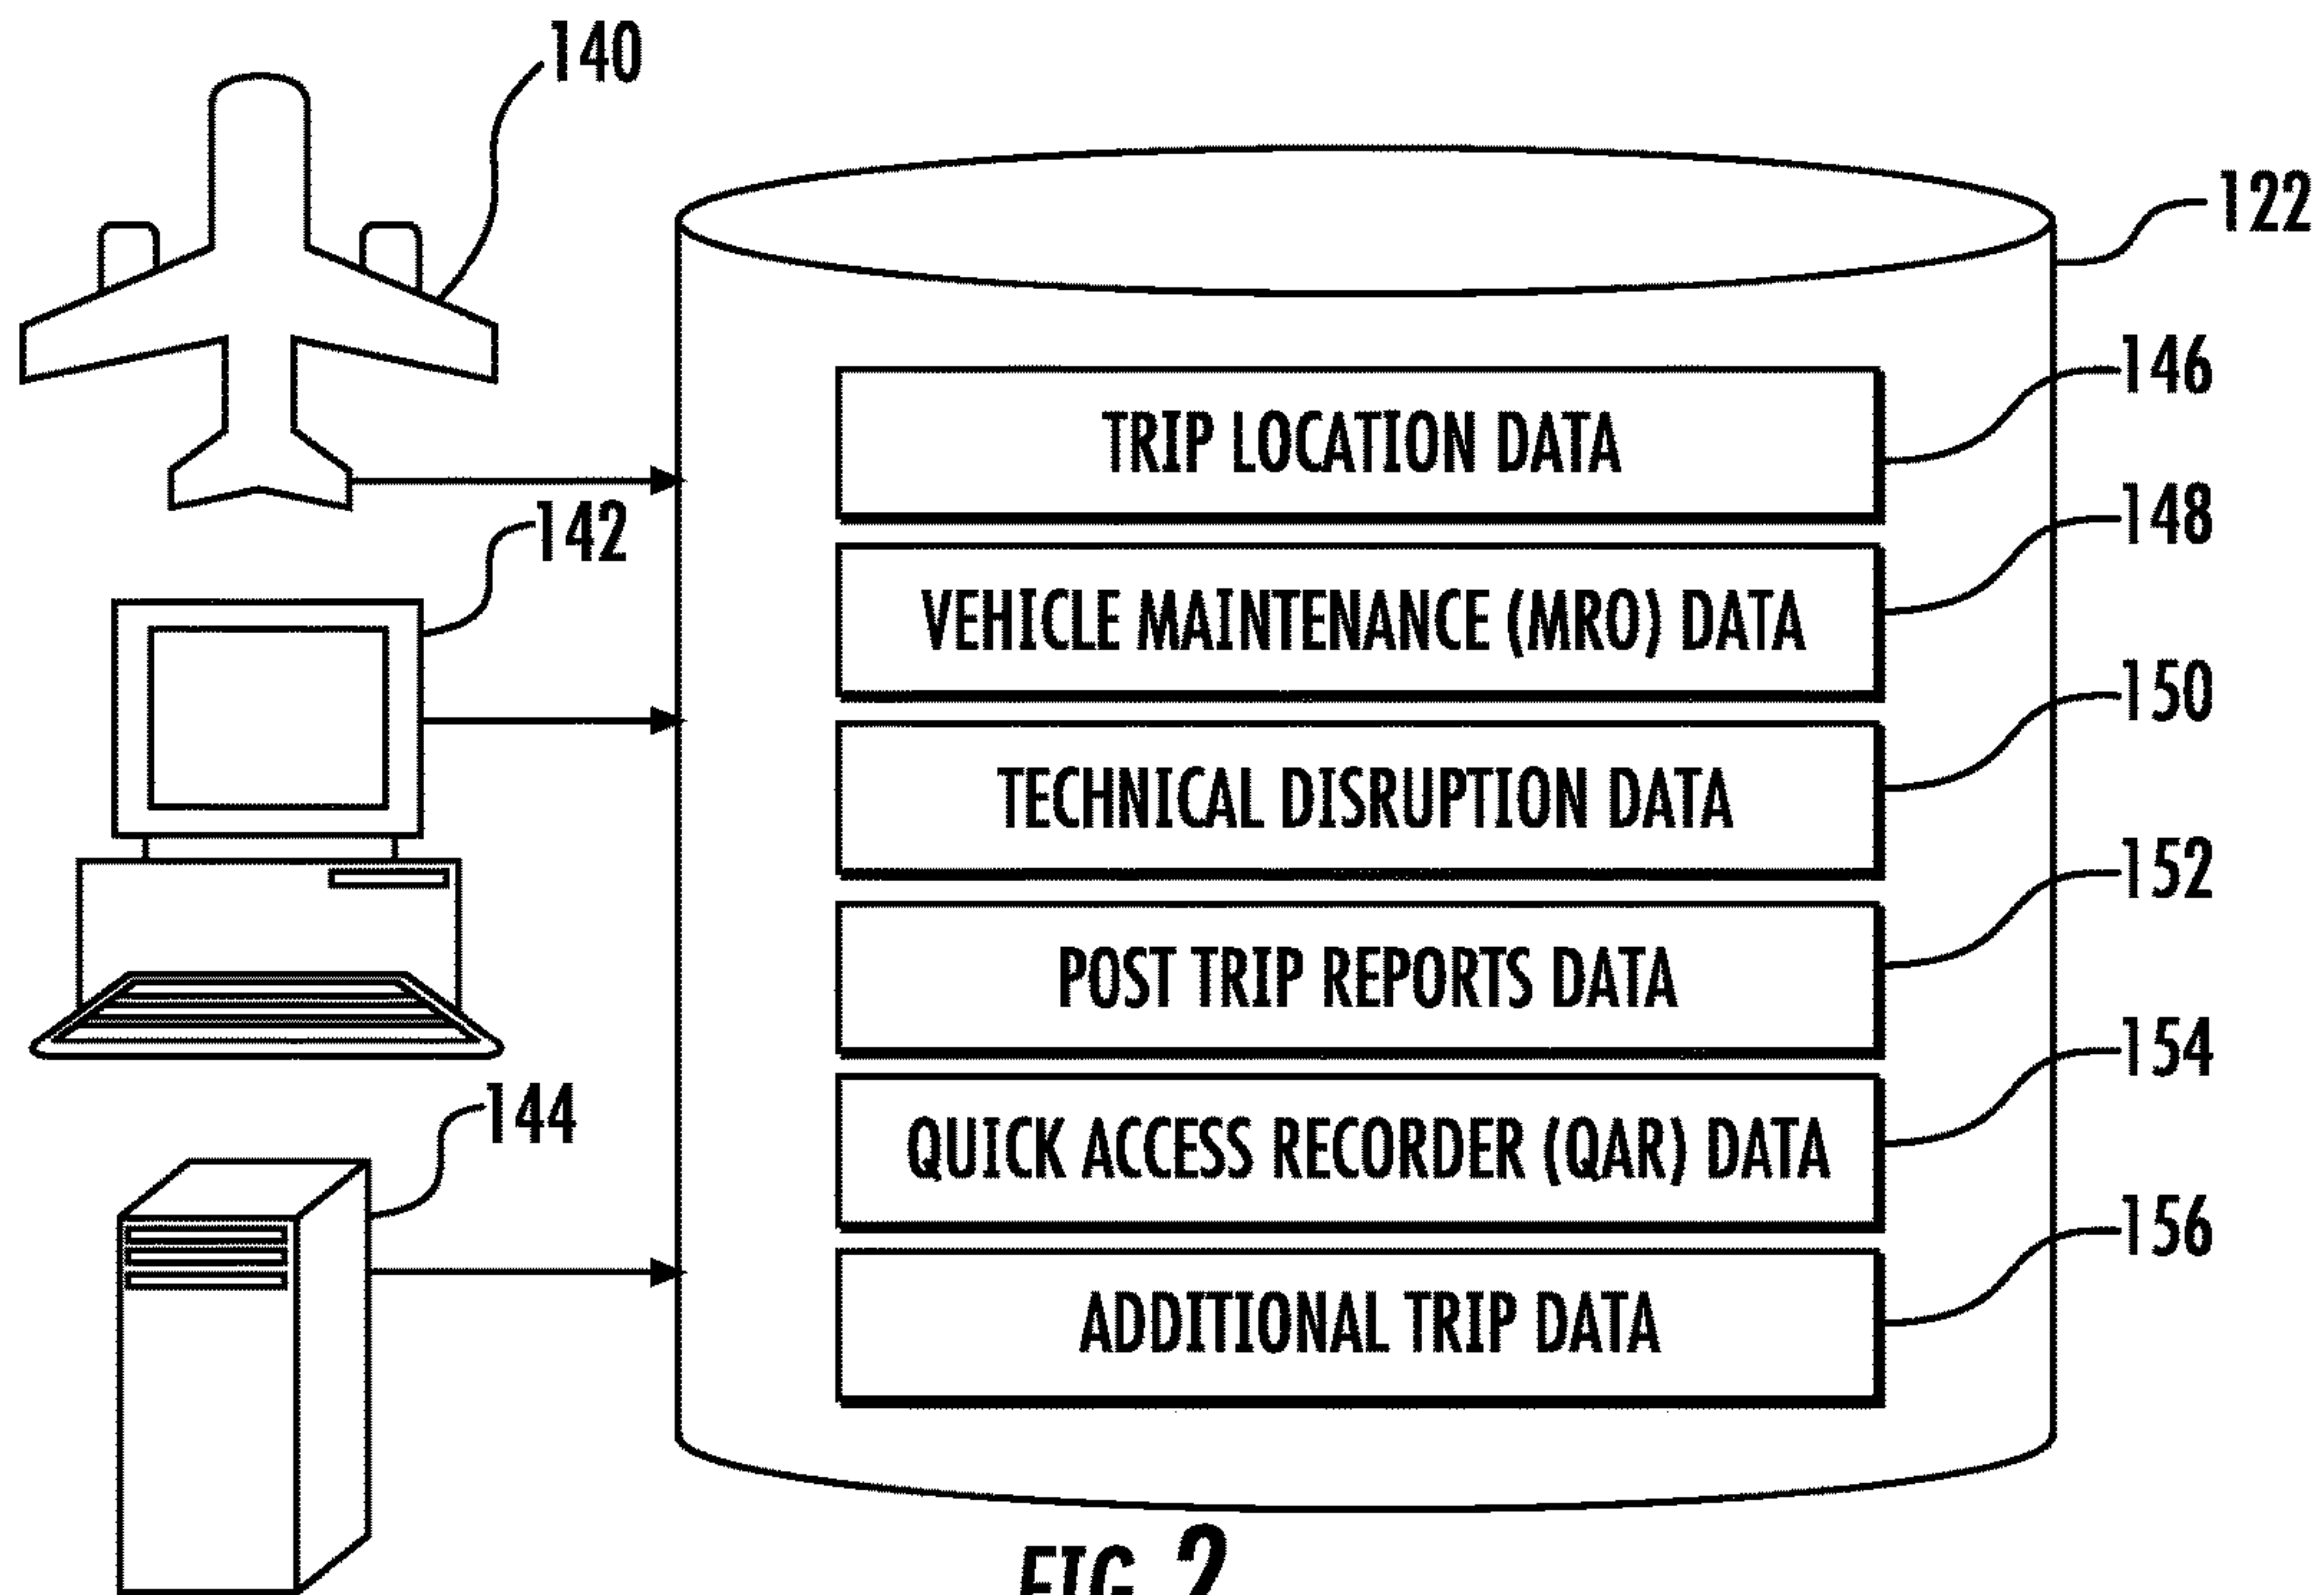 140
122
TRIP LOCATION DATA
146
142
VEHICLE MAINTENANCE (MRO) DATA
148
TECHNICAL DISRUPTION DATA
150
POST TRIP REPORTS DATA
152
144
QUICK ACCESS RECORDER (QAR) DATA
154
ADDITIONAL TRIP DATA
156
FIG. 2